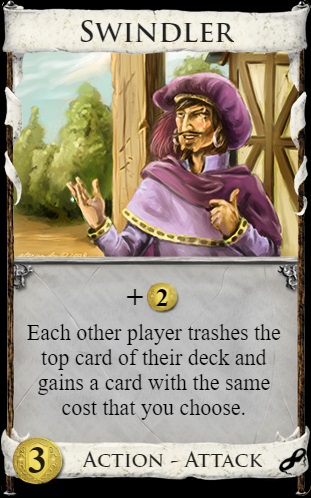 SWINDLER
+ 2
Each other player trashes the
top card of their deck and
gains a card with the same
cost that you choose.
3 ACTION - ATTACK